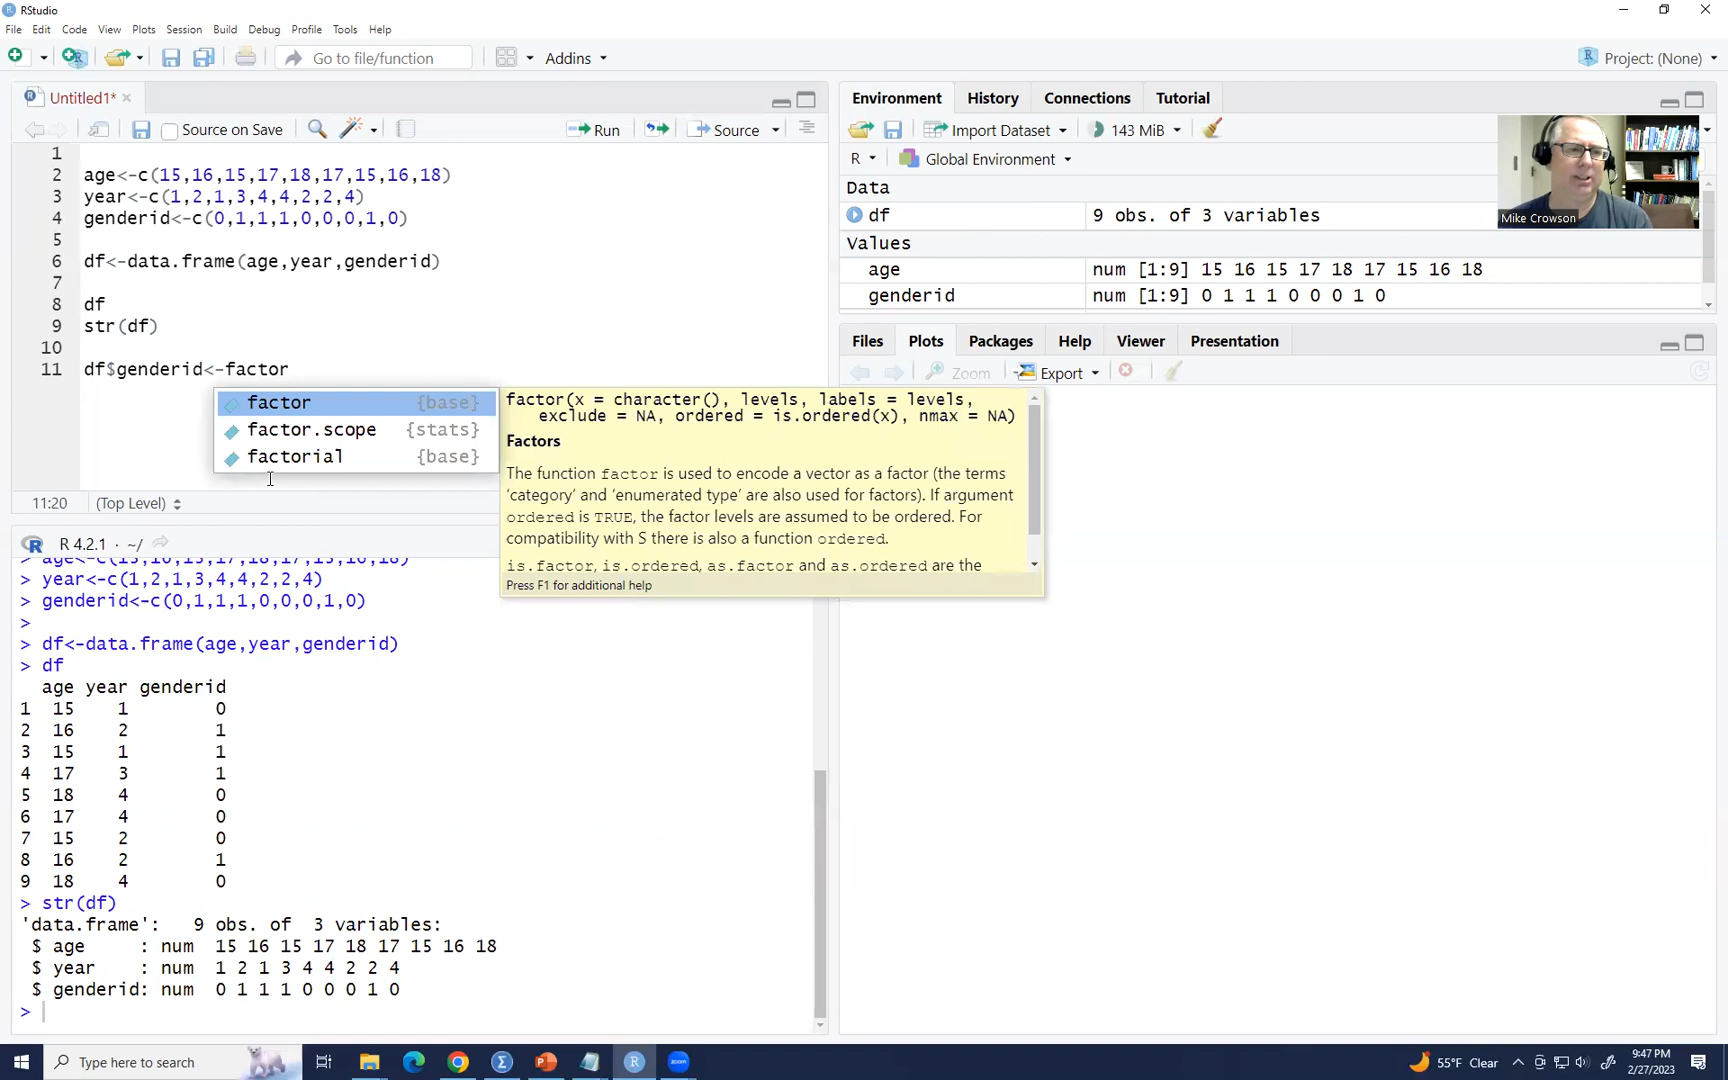 RStudio
File Edit Code View Plots Session Build Debug Profile Tools Help
Go to file/function Addins Project: (None)
Untitled1*
Source on Save Run Source
1
2 age<-c(15,16,15,17,18,17,15,16,18)
3 year<-c(1,2,1,3,4,4,2,2,4)
4 genderid<-c(0,1,1,1,0,0,0,1,0)
5
6 df<-data.frame(age,year,genderid)
7
8 df
9 str(df)
10
11 df$genderid<-factor
factor {base}
factor.scope {stats}
factorial {base}
factor(x = character(), levels, labels = levels,
exclude = NA, ordered = is.ordered(x), nmax = NA)
Factors
The function factor is used to encode a vector as a factor (the terms
‘category’ and ‘enumerated type’ are also used for factors). If argument
ordered is TRUE, the factor levels are assumed to be ordered. For
compatibility with S there is also a function ordered.
is.factor, is.ordered, as.factor and as.ordered are the
Press F1 for additional help
11:20 (Top Level)
R 4.2.1 · ~/
> age<-c(15,16,15,17,18,17,15,16,18)
> year<-c(1,2,1,3,4,4,2,2,4)
> genderid<-c(0,1,1,1,0,0,0,1,0)
>
> df<-data.frame(age,year,genderid)
> df
age year genderid
1 15 1 0
2 16 2 1
3 15 1 1
4 17 3 1
5 18 4 0
6 17 4 0
7 15 2 0
8 16 2 1
9 18 4 0
> str(df)
'data.frame': 9 obs. of 3 variables:
$ age : num 15 16 15 17 18 17 15 16 18
$ year : num 1 2 1 3 4 4 2 2 4
$ genderid: num 0 1 1 1 0 0 0 1 0
>
Environment History Connections Tutorial
Import Dataset 143 MiB
R Global Environment
Data
df 9 obs. of 3 variables
Values
age num [1:9] 15 16 15 17 18 17 15 16 18
genderid num [1:9] 0 1 1 1 0 0 0 1 0
Mike Crowson
Files Plots Packages Help Viewer Presentation
Zoom Export
Type here to search
zoom
55°F Clear
9:47 PM
2/27/2023